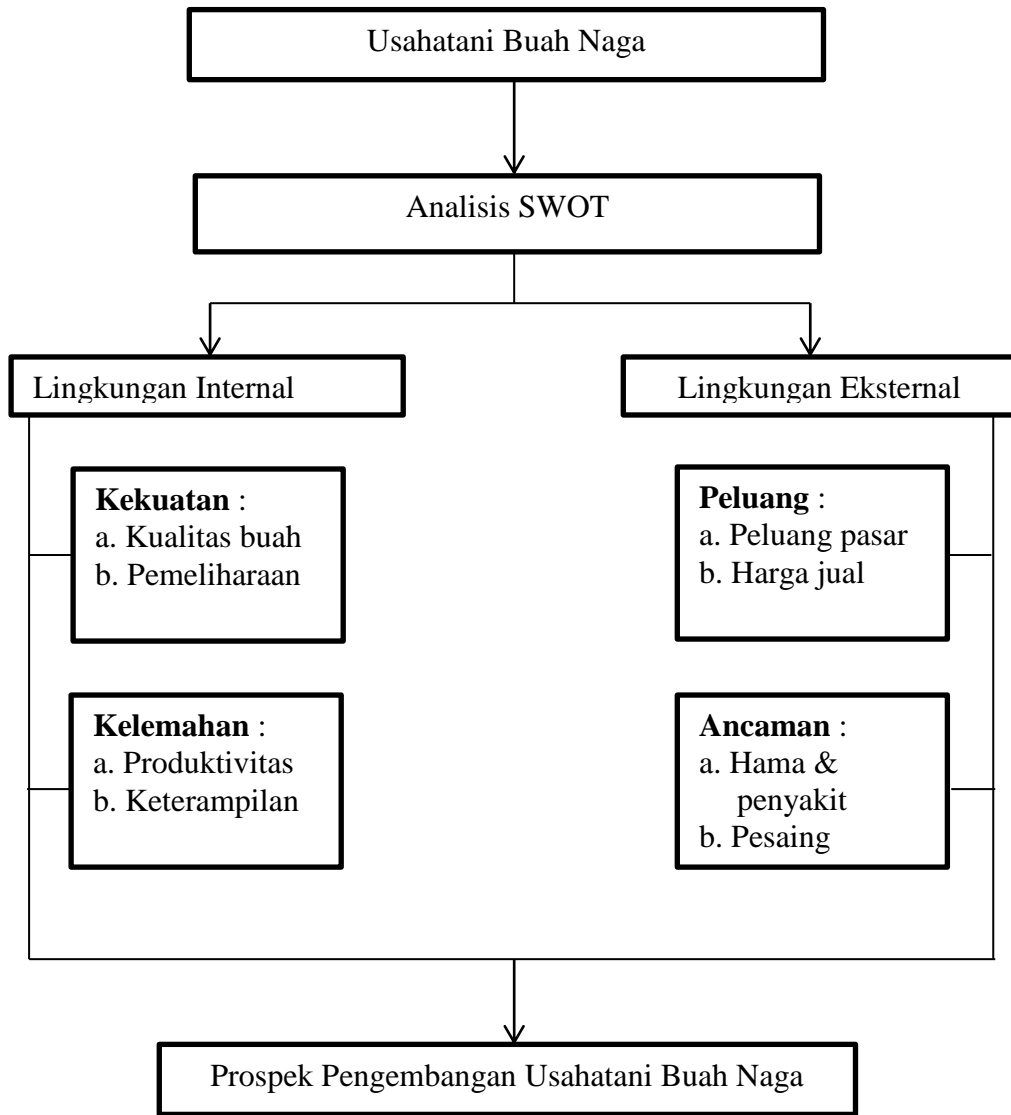 Usahatani Buah Naga
Analisis SWOT
Lingkungan Internal
Kekuatan :
a. Kualitas buah
b. Pemeliharaan
Kelemahan :
a. Produktivitas
b. Keterampilan
Lingkungan Eksternal
Peluang :
a. Peluang pasar
b. Harga jual
Ancaman :
a. Hama &
penyakit
b. Pesaing
Prospek Pengembangan Usahatani Buah Naga